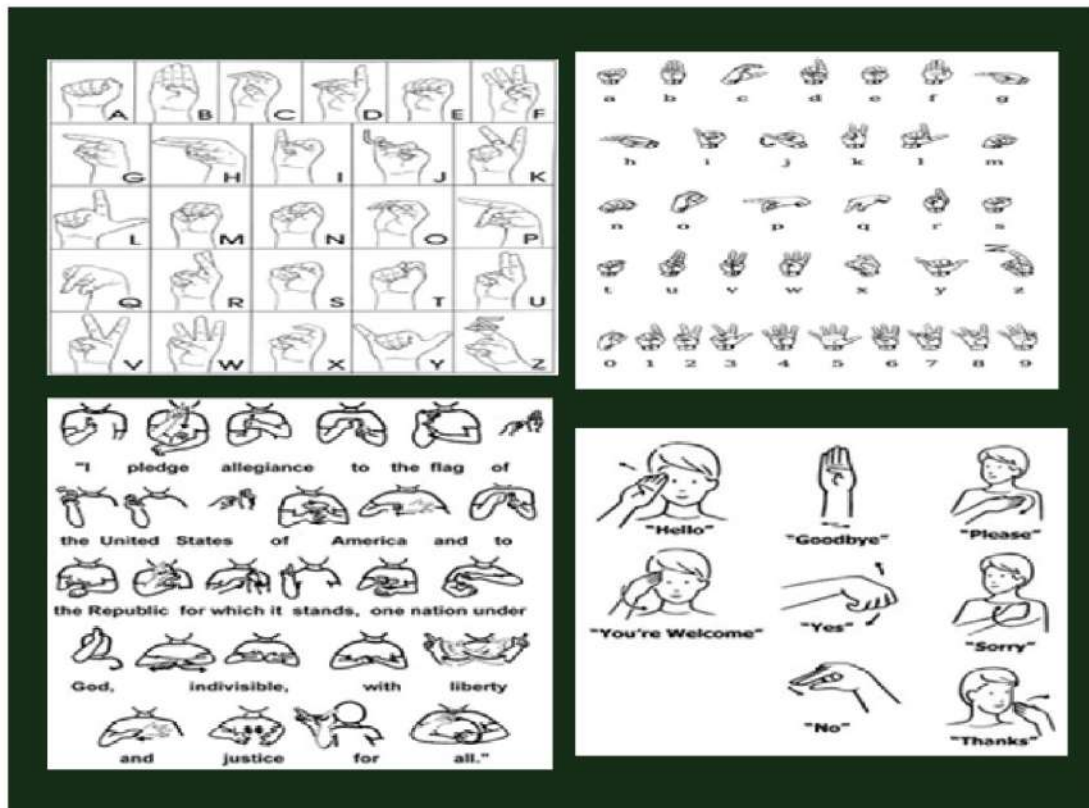 A B C D E F
G H I J K
L M N O P
Q R S T U
V W X Y Z
a b c d e f g
h i j k l m
n o p q r s
t u v w x y z
0 1 2 3 4 5 6 7 8 9
"I pledge allegiance to the flag of
the United States of America and to
the Republic for which it stands, one nation under
God, indivisible, with liberty
and justice for all."
"Hello" "Goodbye" "Please"
"You're Welcome" "Yes" "Sorry"
"No" "Thanks"